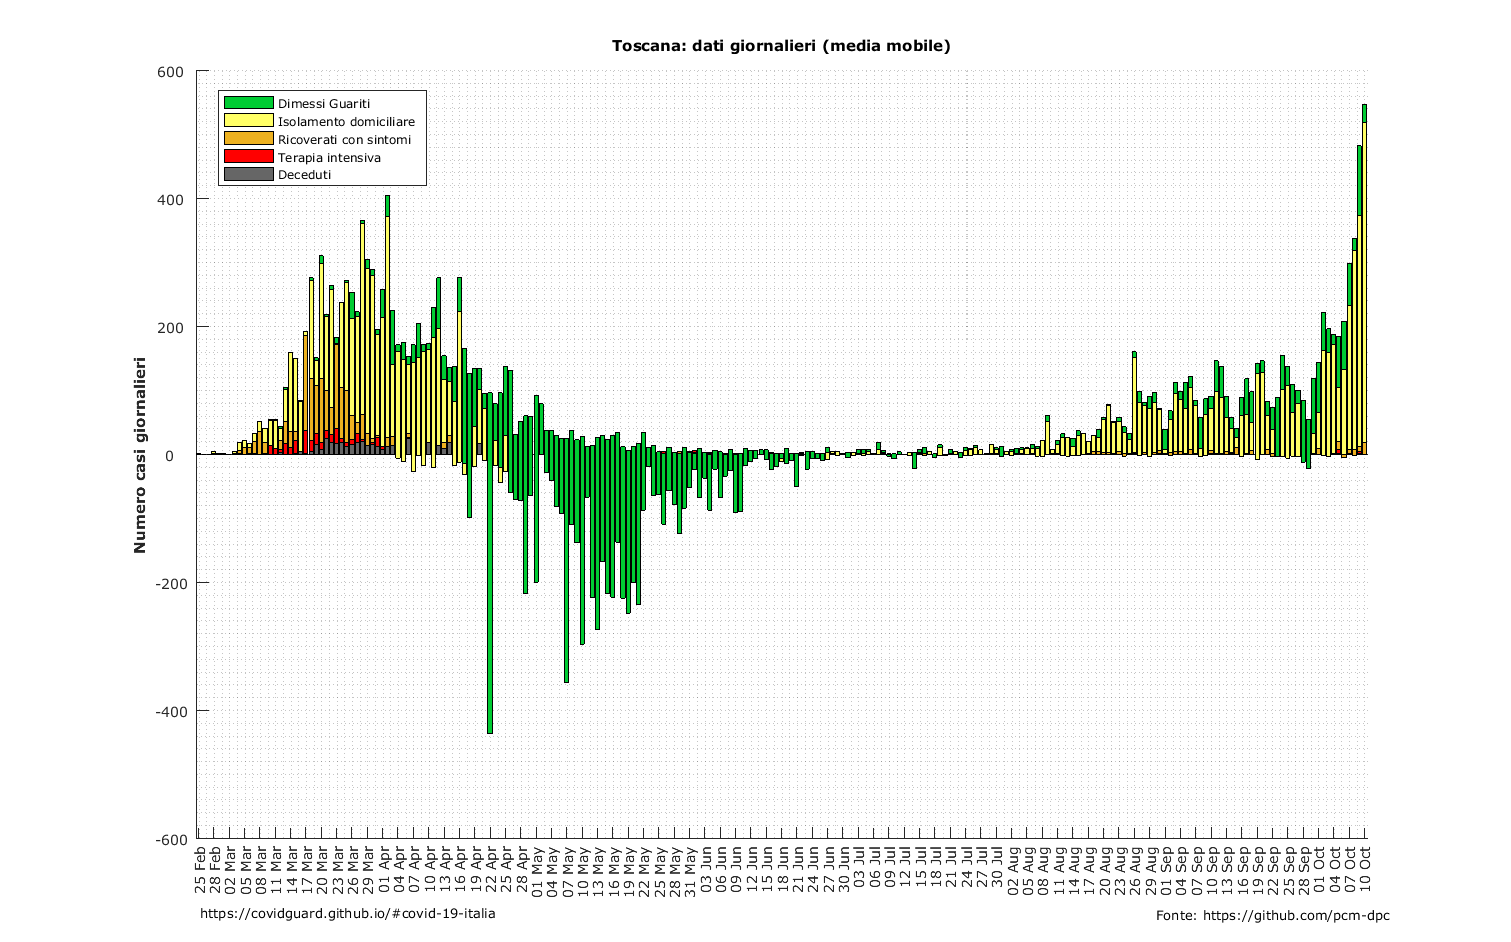 Toscana: dati giornalieri (media mobile)
Numero casi giornalieri
600
400
200
0
-200
-400
-600
Dimessi Guariti
Isolamento domiciliare
Ricoverati con sintomi
Terapia intensiva
Deceduti
25 Feb
28 Feb
02 Mar
05 Mar
08 Mar
11 Mar
14 Mar
17 Mar
20 Mar
23 Mar
26 Mar
29 Mar
01 Apr
04 Apr
07 Apr
10 Apr
13 Apr
16 Apr
19 Apr
22 Apr
25 Apr
28 Apr
01 May
04 May
07 May
10 May
13 May
16 May
19 May
22 May
25 May
28 May
31 May
03 Jun
06 Jun
09 Jun
12 Jun
15 Jun
18 Jun
21 Jun
24 Jun
27 Jun
30 Jun
03 Jul
06 Jul
09 Jul
12 Jul
15 Jul
18 Jul
21 Jul
24 Jul
27 Jul
30 Jul
02 Aug
05 Aug
08 Aug
11 Aug
14 Aug
17 Aug
20 Aug
23 Aug
26 Aug
29 Aug
01 Sep
04 Sep
07 Sep
10 Sep
13 Sep
16 Sep
19 Sep
22 Sep
25 Sep
28 Sep
01 Oct
04 Oct
07 Oct
10 Oct
https://covidguard.github.io/#covid-19-italia
Fonte: https://github.com/pcm-dpc